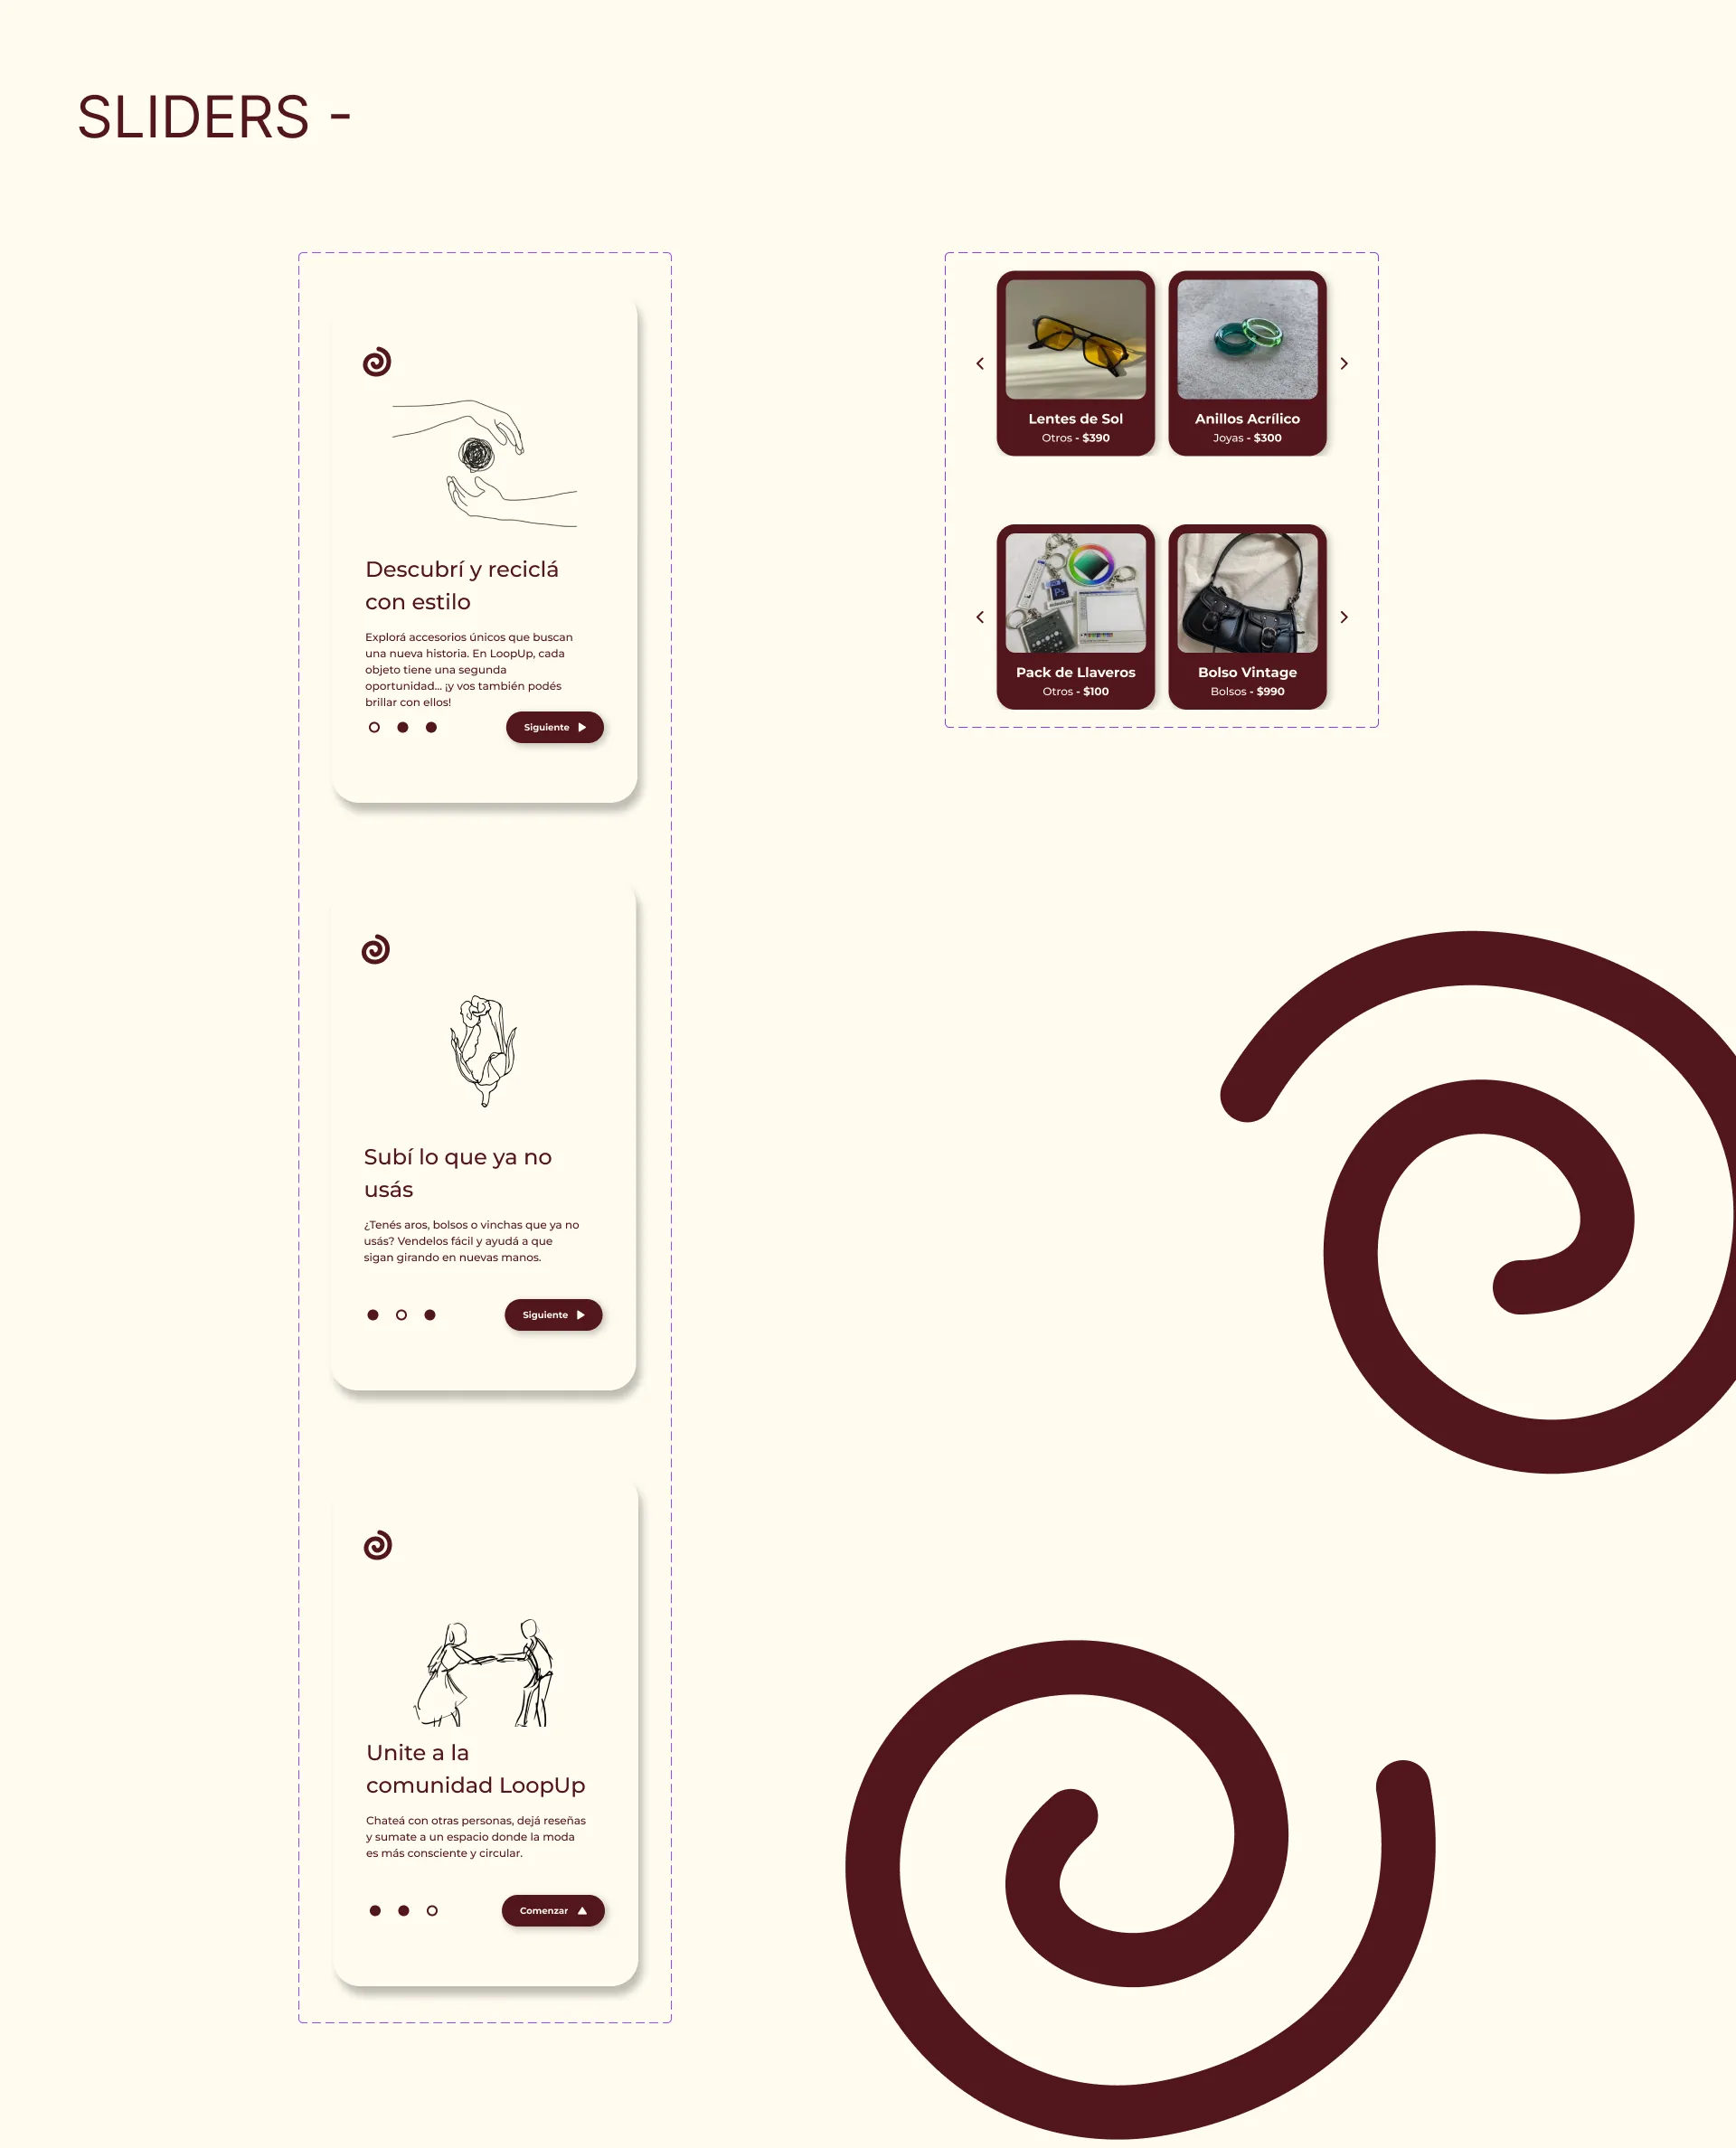 SLIDERS -
Descubrí y reciclá
con estilo
Explorá accesorios únicos que buscan
una nueva historia. En LoopUp, cada
objeto tiene una segunda
oportunidad... ¡y vos también podés
brillar con ellos!
Siguiente
Subí lo que ya no
usás
¿Tenés aros, bolsos o vinchas que ya no
usás? Vendelos fácil y ayudá a que
sigan girando en nuevas manos.
Siguiente
Unite a la
comunidad LoopUp
Chateá con otras personas, dejá reseñas
y sumate a un espacio donde la moda
es más consciente y circular.
Comenzar
Lentes de Sol
Otros - $390
Anillos Acrílico
Joyas - $300
Ps
Pack de Llaveros
Otros - $100
Bolso Vintage
Bolsos - $990